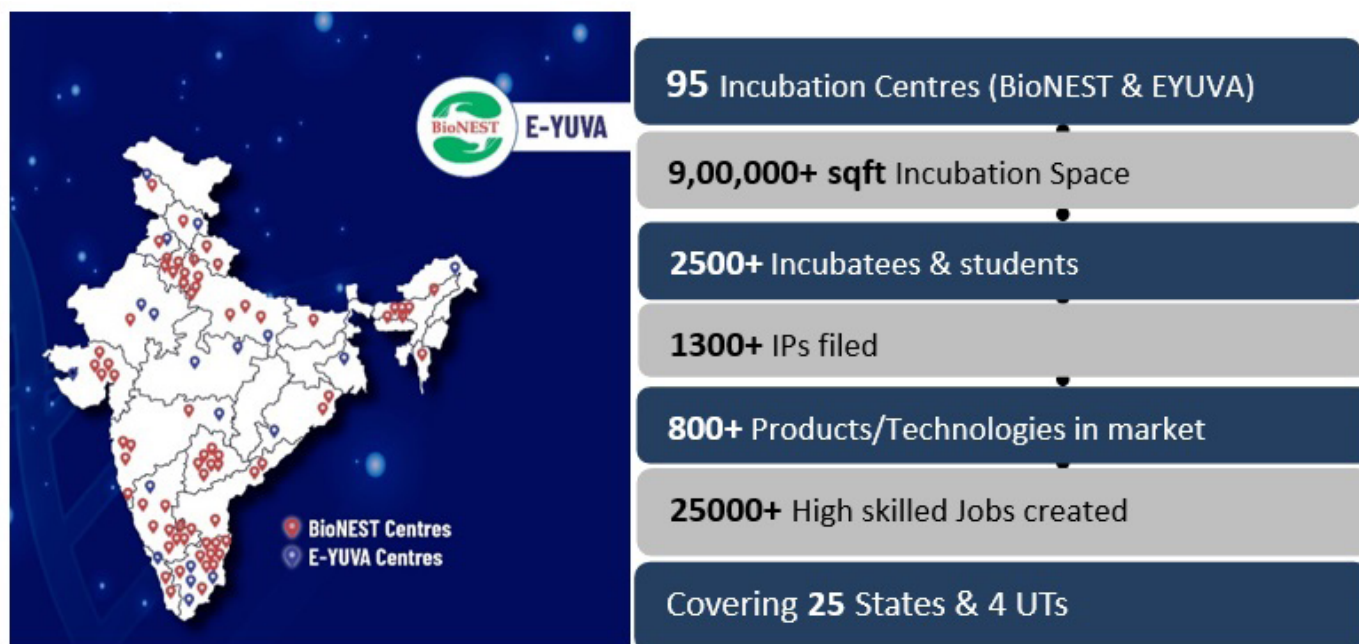 BioNEST
E-YUVA
BioNEST Centres
E-YUVA Centres
95 Incubation Centres (BioNEST & EYUVA)
9,00,000+ sqft Incubation Space
2500+ Incubatees & students
1300+ IPs filed
800+ Products/Technologies in market
25000+ High skilled Jobs created
Covering 25 States & 4 UTs